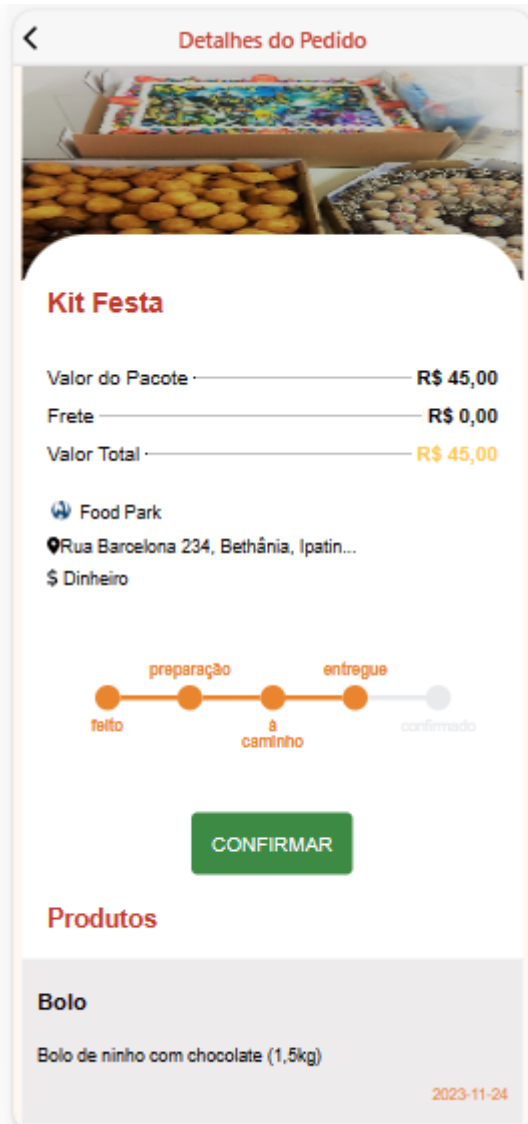 Detalhes do Pedido
Kit Festa
Valor do Pacote R$ 45,00
Frete R$ 0,00
Valor Total R$ 45,00
Food Park
Rua Barcelona 234, Bethânia, Ipatin...
$ Dinheiro
preparação entregue
feito à caminho confirmado
CONFIRMAR
Produtos
Bolo
Bolo de ninho com chocolate (1,5kg)
2023-11-24